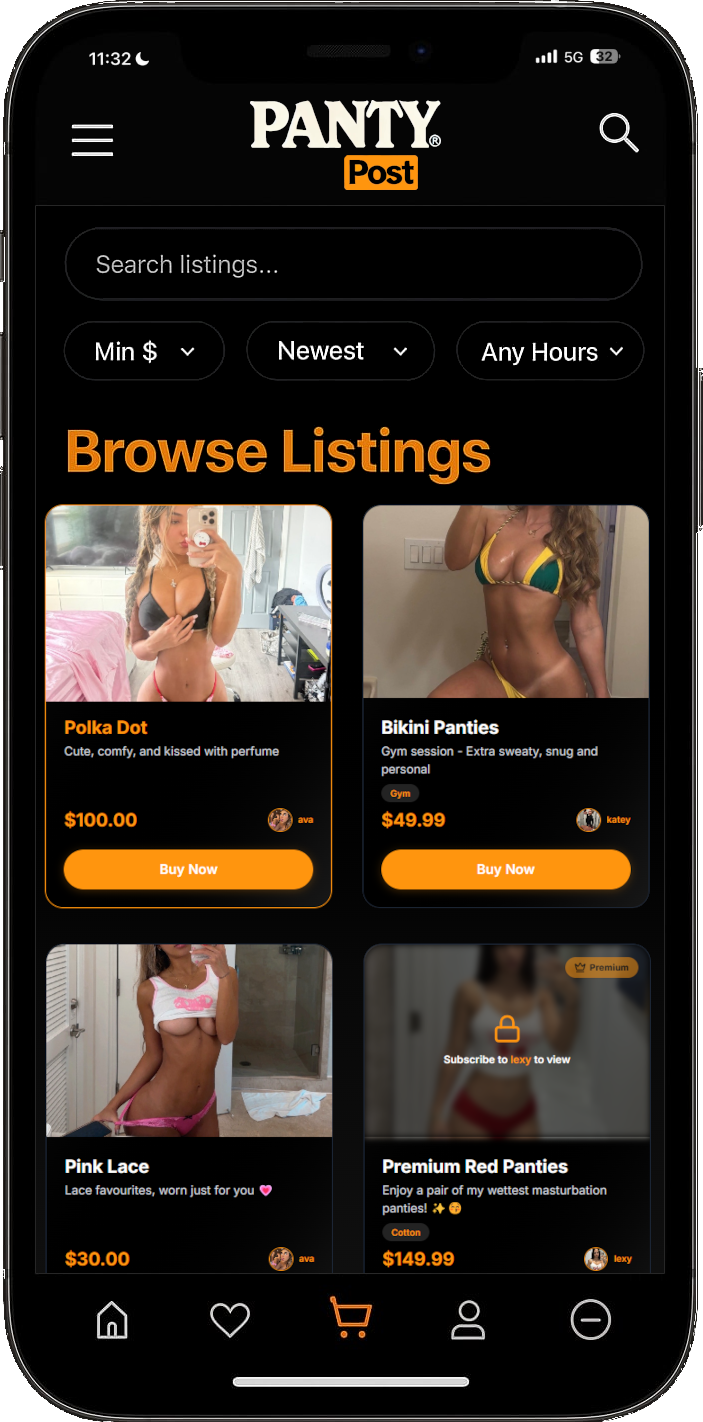 11:32
5G
32
PANTY®
Post
Search listings...
Min $
Newest
Any Hours
Browse Listings
Polka Dot
Cute, comfy, and kissed with perfume
$100.00
ava
Buy Now
Bikini Panties
Gym session - Extra sweaty, snug and
personal
Gym
$49.99
katey
Buy Now
Pink Lace
Lace favourites, worn just for you 💗
$30.00
ava
Premium
Subscribe to lexy to view
Premium Red Panties
Enjoy a pair of my wettest masturbation
panties! ✨😚
Cotton
$149.99
lexy